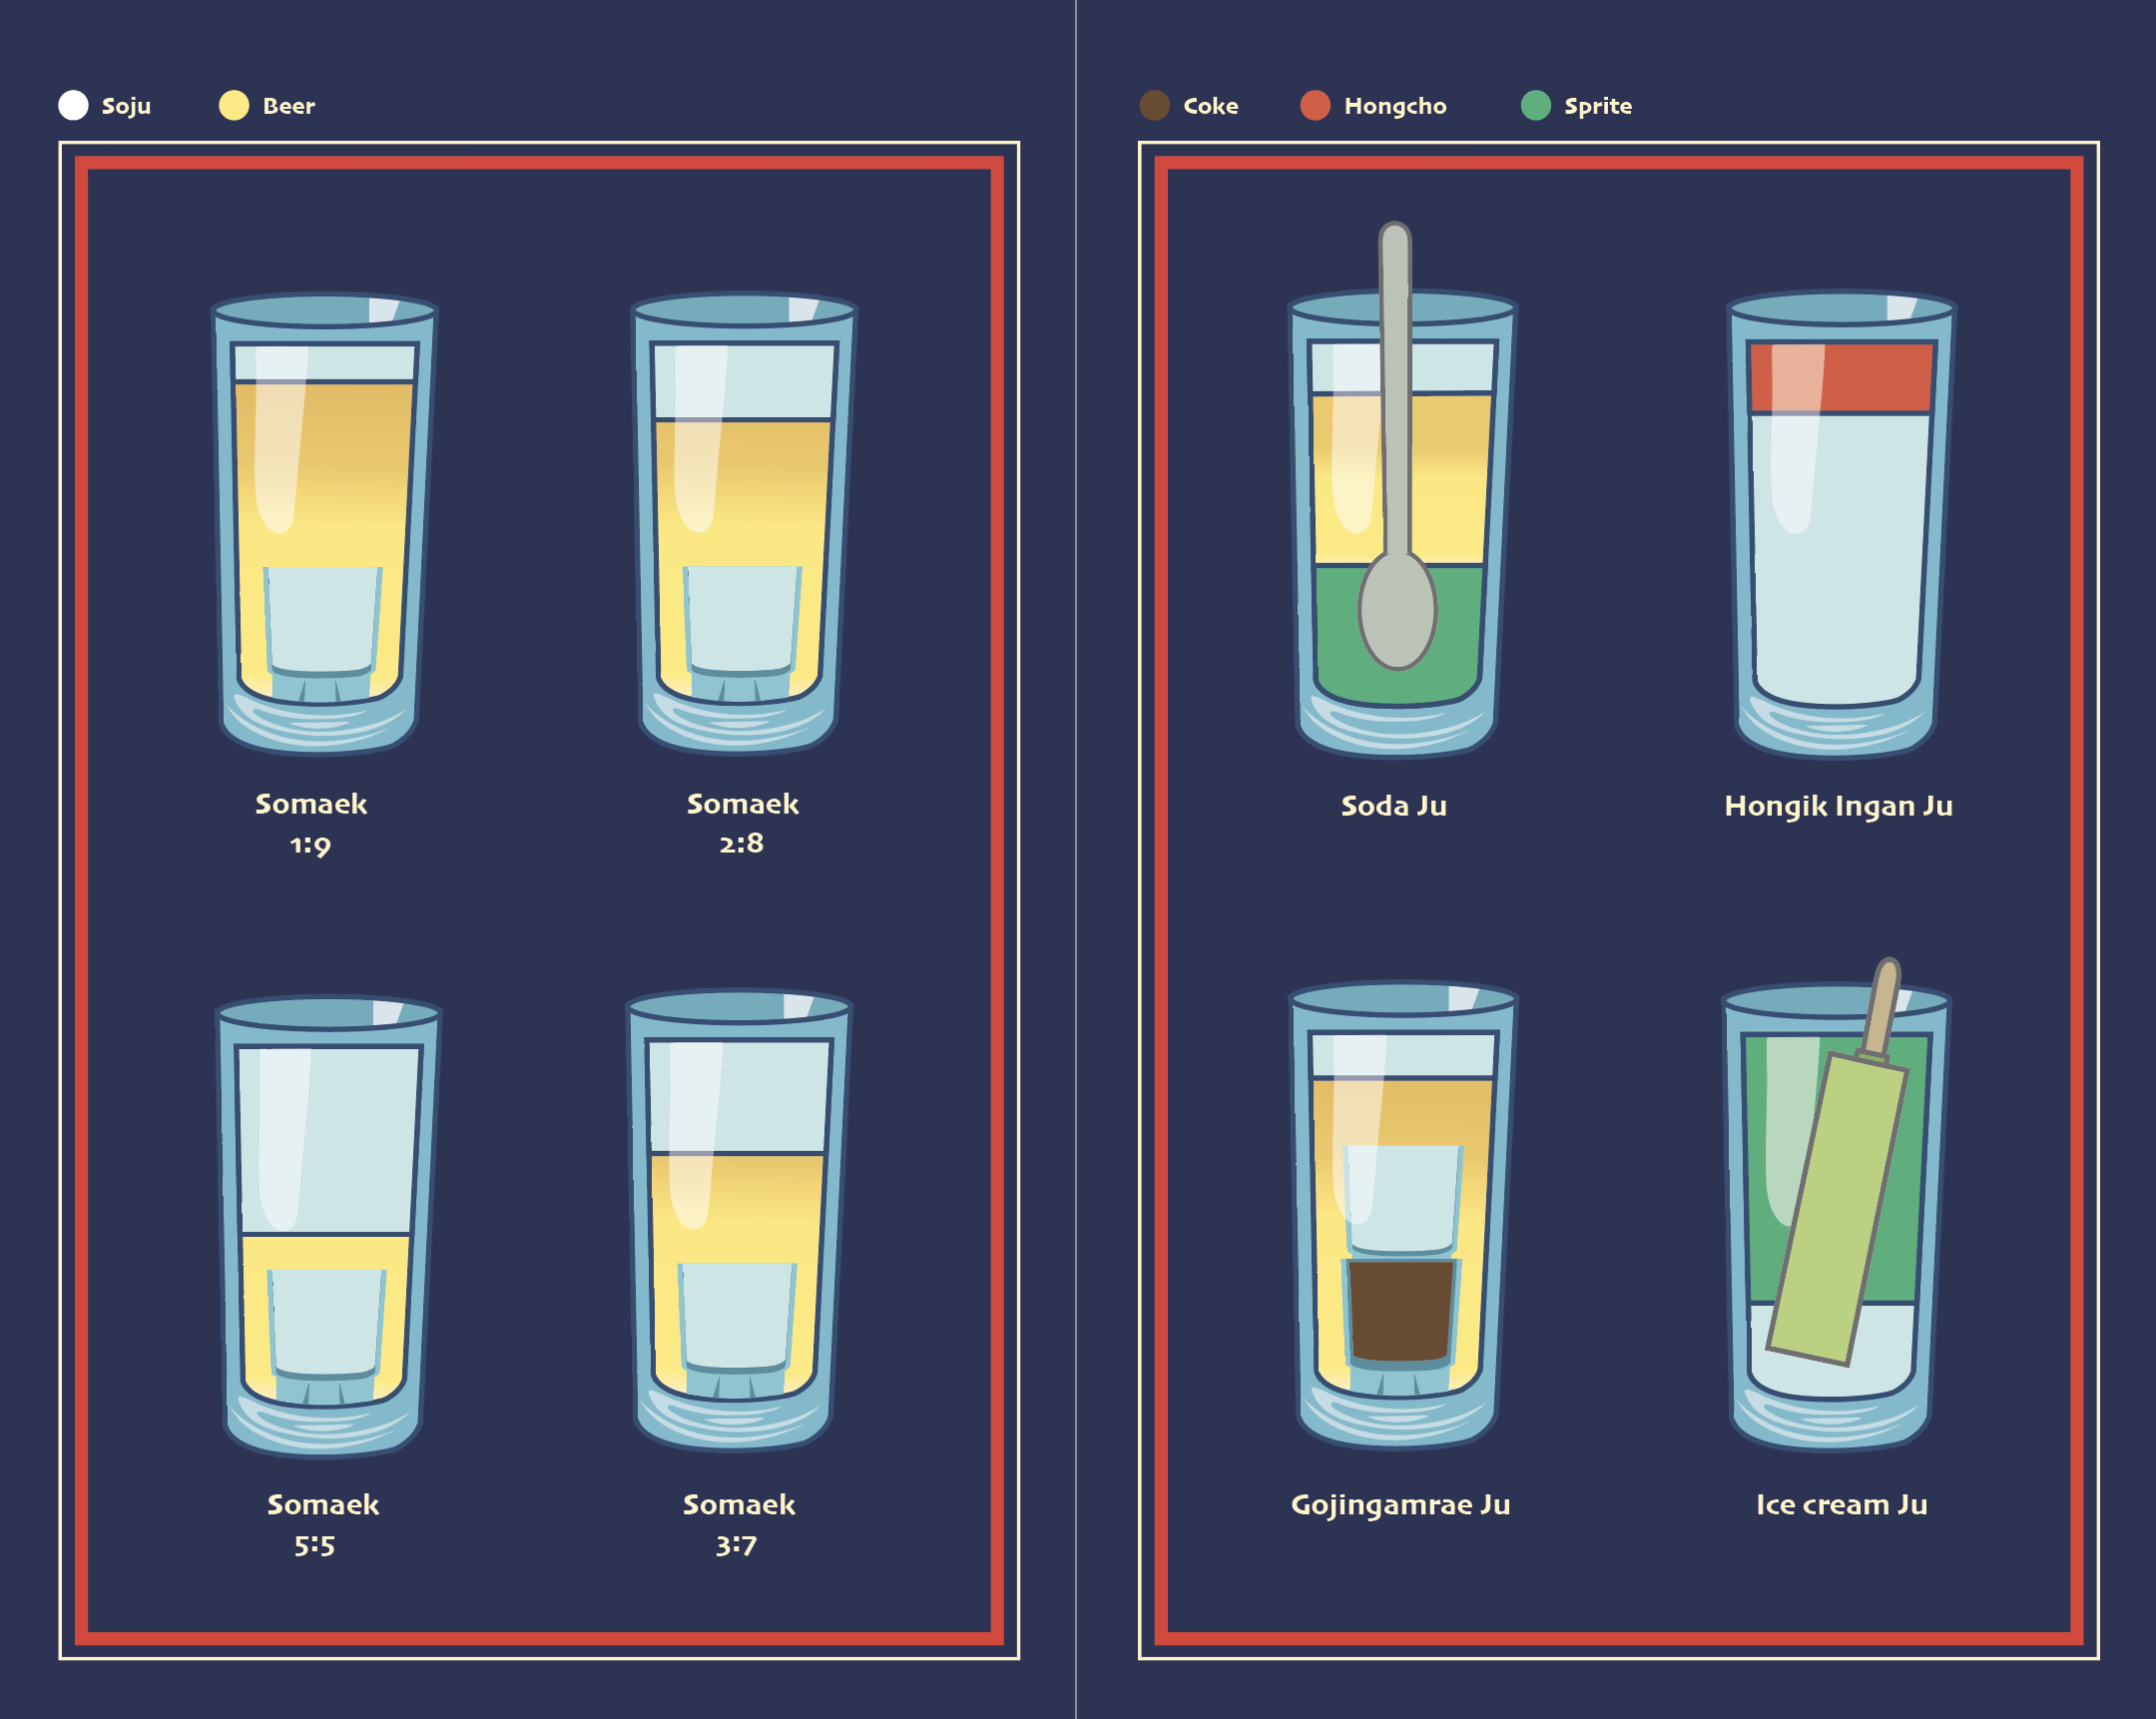 Soju
Beer
Somaek
1:9
Somaek
2:8
Somaek
5:5
Somaek
3:7
Coke
Hongcho
Sprite
Soda Ju
Hongik Ingan Ju
Gojingamrae Ju
Ice cream Ju